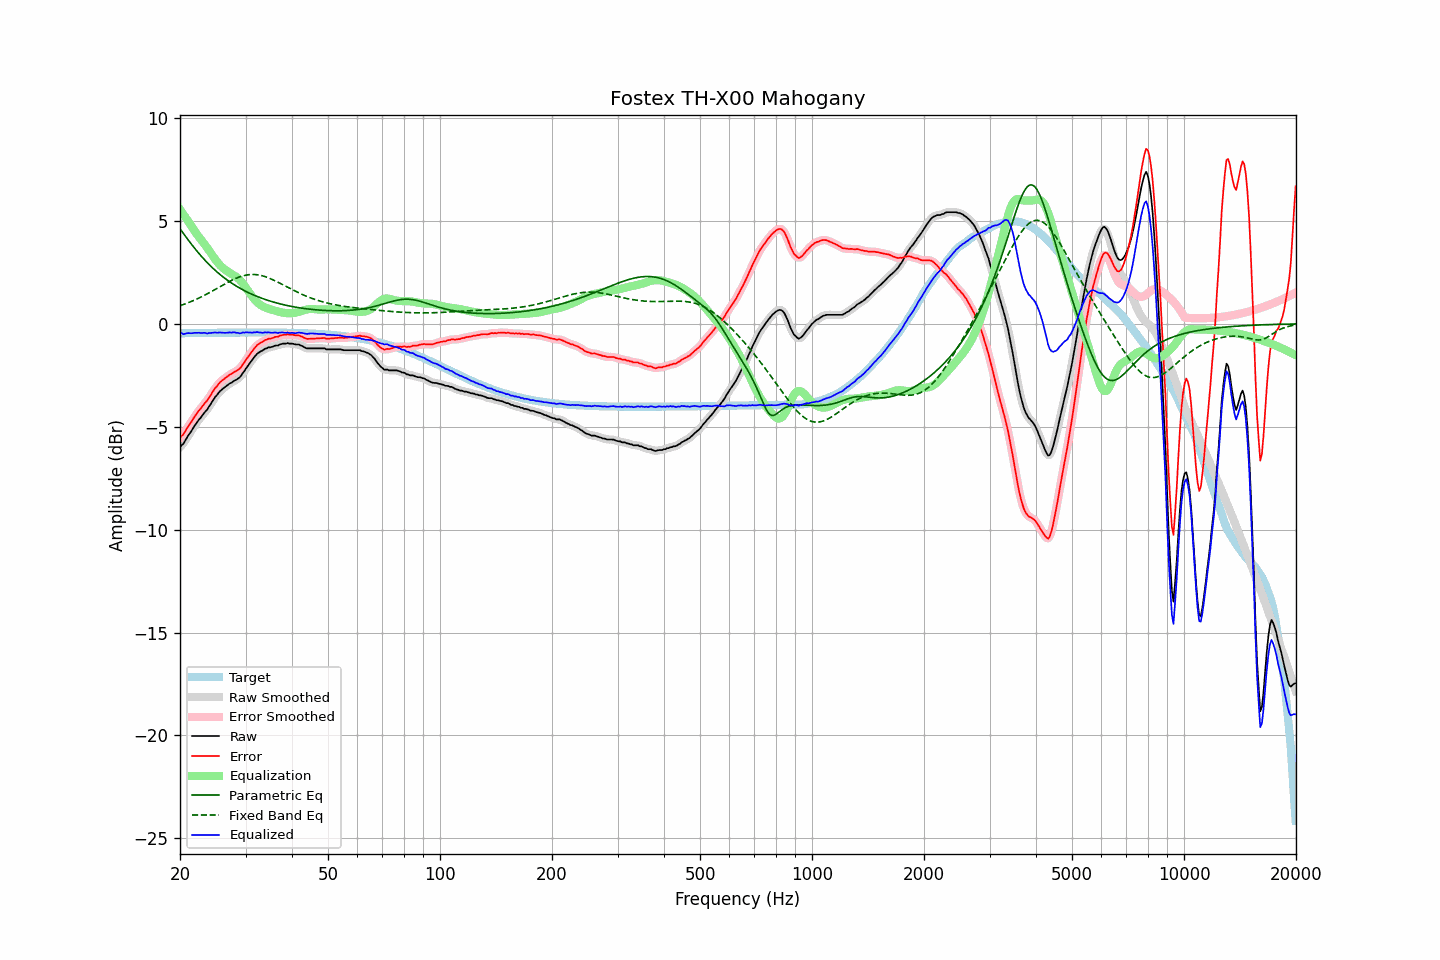 Fostex TH-X00 Mahogany
10
5
0
−5
−10
−15
−20
−25
Amplitude (dBr)
Target
Raw Smoothed
Error Smoothed
Raw
Error
Equalization
Parametric Eq
Fixed Band Eq
Equalized
20 50 100 200 500 1000 2000 5000 10000 20000
Frequency (Hz)